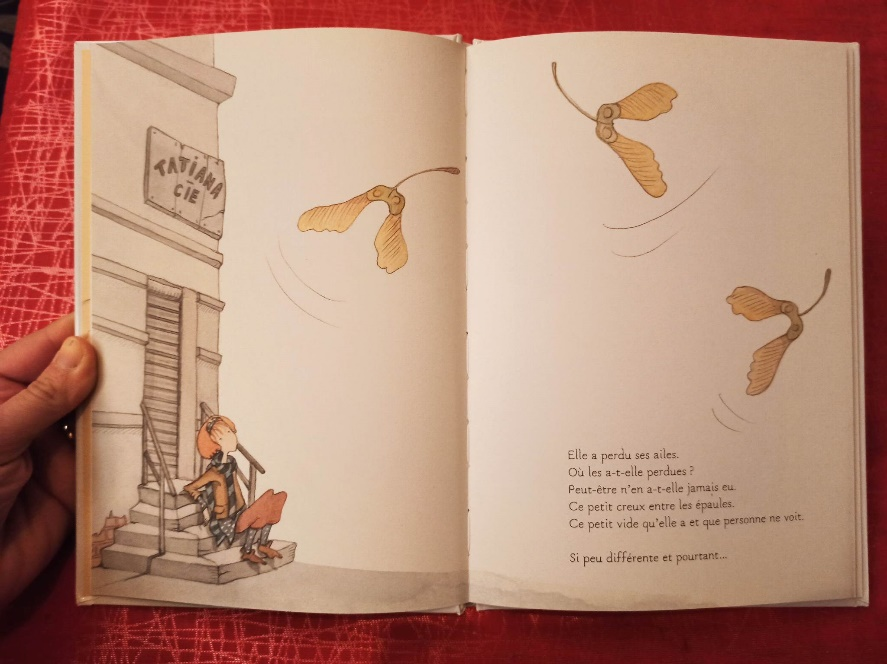 TATIANA
CIE
Elle a perdu ses ailes.
Où les a-t-elle perdues ?
Peut-être n'en a-t-elle jamais eu.
Ce petit creux entre les épaules.
Ce petit vide qu'elle a et que personne ne voit.
Si peu différente et pourtant...